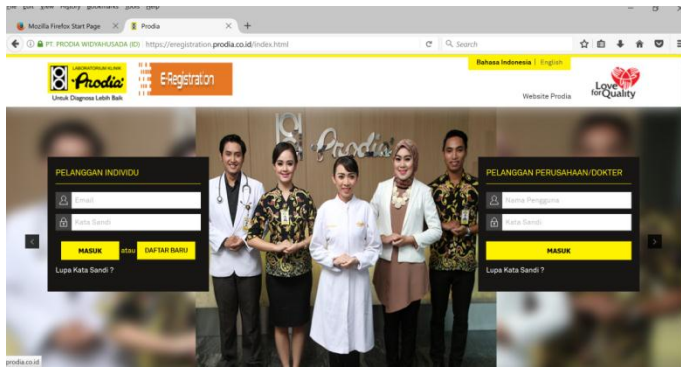 Mozilla Firefox Start Page
Prodia
PT. PRODIA WIDYAHUSADA (ID)
https://eregistration.prodia.co.id/index.html
Search
Bahasa Indonesia | English
LABORATORIUM KLINIK
Prodia
Untuk Diagnosa Lebih Baik
E-Registration
Website Prodia
Love
for Quality
Prodia
PELANGGAN INDIVIDU
Email
Kata Sandi
MASUK atau DAFTAR BARU
Lupa Kata Sandi ?
PELANGGAN PERUSAHAAN/DOKTER
Nama Pengguna
Kata Sandi
MASUK
Lupa Kata Sandi ?
prodia.co.id